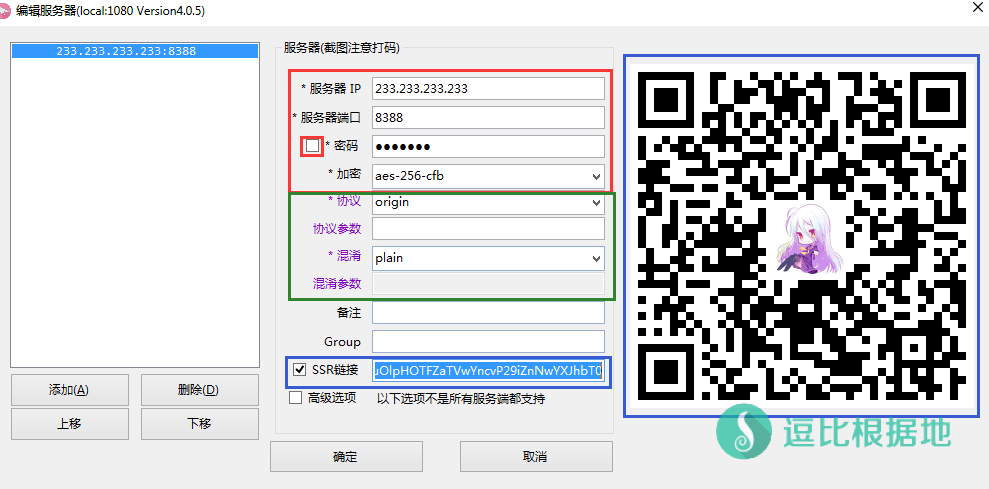 编辑服务器(local:1080 Version4.0.5)
233.233.233.233:8388
服务器(截图注意打码)
* 服务器 IP
233.233.233.233
* 服务器端口
8388
* 密码
●●●●●●●
* 加密
aes-256-cfb
* 协议
origin
协议参数
* 混淆
plain
混淆参数
备注
Group
SSR链接
uOlpHOTFZaTVwYncvP29iZnNwYXJhbT0
高级选项
以下选项不是所有服务端都支持
添加(A)
删除(D)
上移
下移
确定
取消
逗比根据地